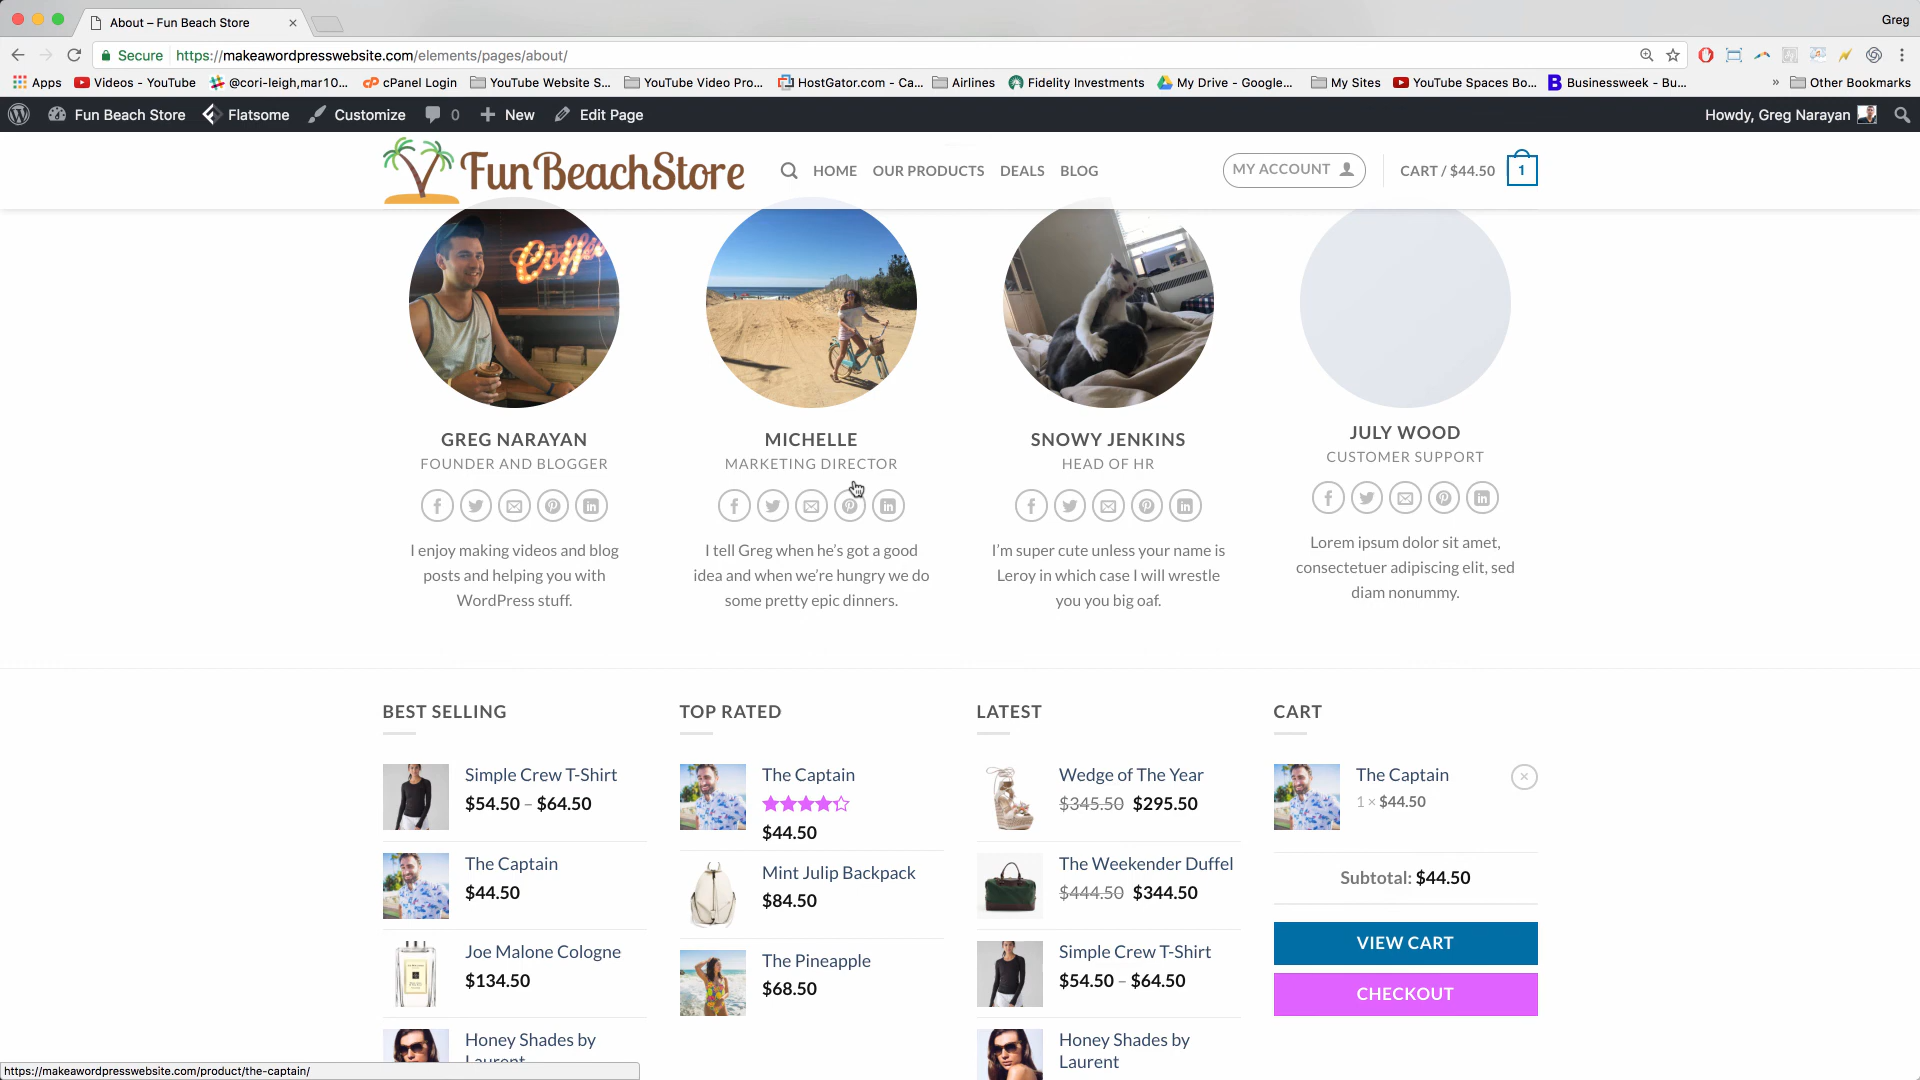 About – Fun Beach Store
Greg
Secure https://makeawordpresswebsite.com/elements/pages/about/
Apps Videos - YouTube @cori-leigh,mar10... cPanel Login YouTube Website S... YouTube Video Pro... HostGator.com - Ca... Airlines Fidelity Investments My Drive - Google... My Sites YouTube Spaces Bo... Businessweek - Bu... » Other Bookmarks
Fun Beach Store Flatsome Customize 0 New Edit Page Howdy, Greg Narayan
FunBeachStore HOME OUR PRODUCTS DEALS BLOG MY ACCOUNT CART / $44.50 1
Coffee
GREG NARAYAN
FOUNDER AND BLOGGER
I enjoy making videos and blog
posts and helping you with
WordPress stuff.
MICHELLE
MARKETING DIRECTOR
I tell Greg when he's got a good
idea and when we're hungry we do
some pretty epic dinners.
SNOWY JENKINS
HEAD OF HR
I'm super cute unless your name is
Leroy in which case I will wrestle
you you big oaf.
JULY WOOD
CUSTOMER SUPPORT
Lorem ipsum dolor sit amet,
consectetuer adipiscing elit, sed
diam nonummy.
BEST SELLING
Simple Crew T-Shirt
$54.50 – $64.50
The Captain
$44.50
Joe Malone Cologne
$134.50
Honey Shades by
Laurent
TOP RATED
The Captain
$44.50
Mint Julip Backpack
$84.50
The Pineapple
$68.50
LATEST
Wedge of The Year
$345.50 $295.50
The Weekender Duffel
$444.50 $344.50
Simple Crew T-Shirt
$54.50 – $64.50
Honey Shades by
Laurent
CART
The Captain
1 × $44.50
Subtotal: $44.50
VIEW CART
CHECKOUT
https://makeawordpresswebsite.com/product/the-captain/